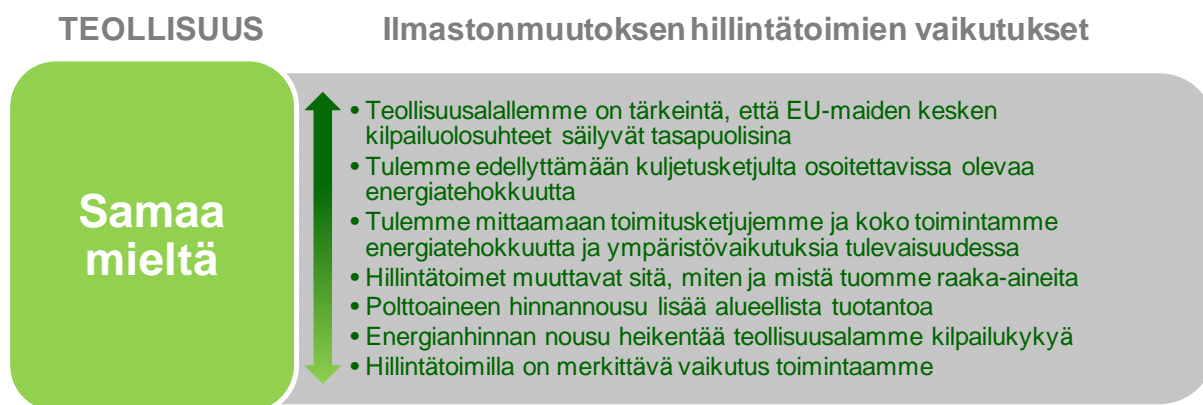 TEOLLISUUS
Ilmastonmuutoksen hillintätoimien vaikutukset
Samaa
mieltä
• Teollisuusalallemme on tärkeintä, että EU-maiden kesken
kilpailuolosuhteet säilyvät tasapuolisina
• Tulemme edellyttämään kuljetusketjulta osoitettavissa olevaa
energiatehokkuutta
• Tulemme mittaamaan toimitusketjujemme ja koko toimintamme
energiatehokkuutta ja ympäristövaikutuksia tulevaisuudessa
• Hillintätoimet muuttavat sitä, miten ja mistä tuomme raaka-aineita
• Polttoaineen hinnannousu lisää alueellista tuotantoa
• Energianhinnan nousu heikentää teollisuusalamme kilpailukykyä
• Hillintätoimilla on merkittävä vaikutus toimintaamme